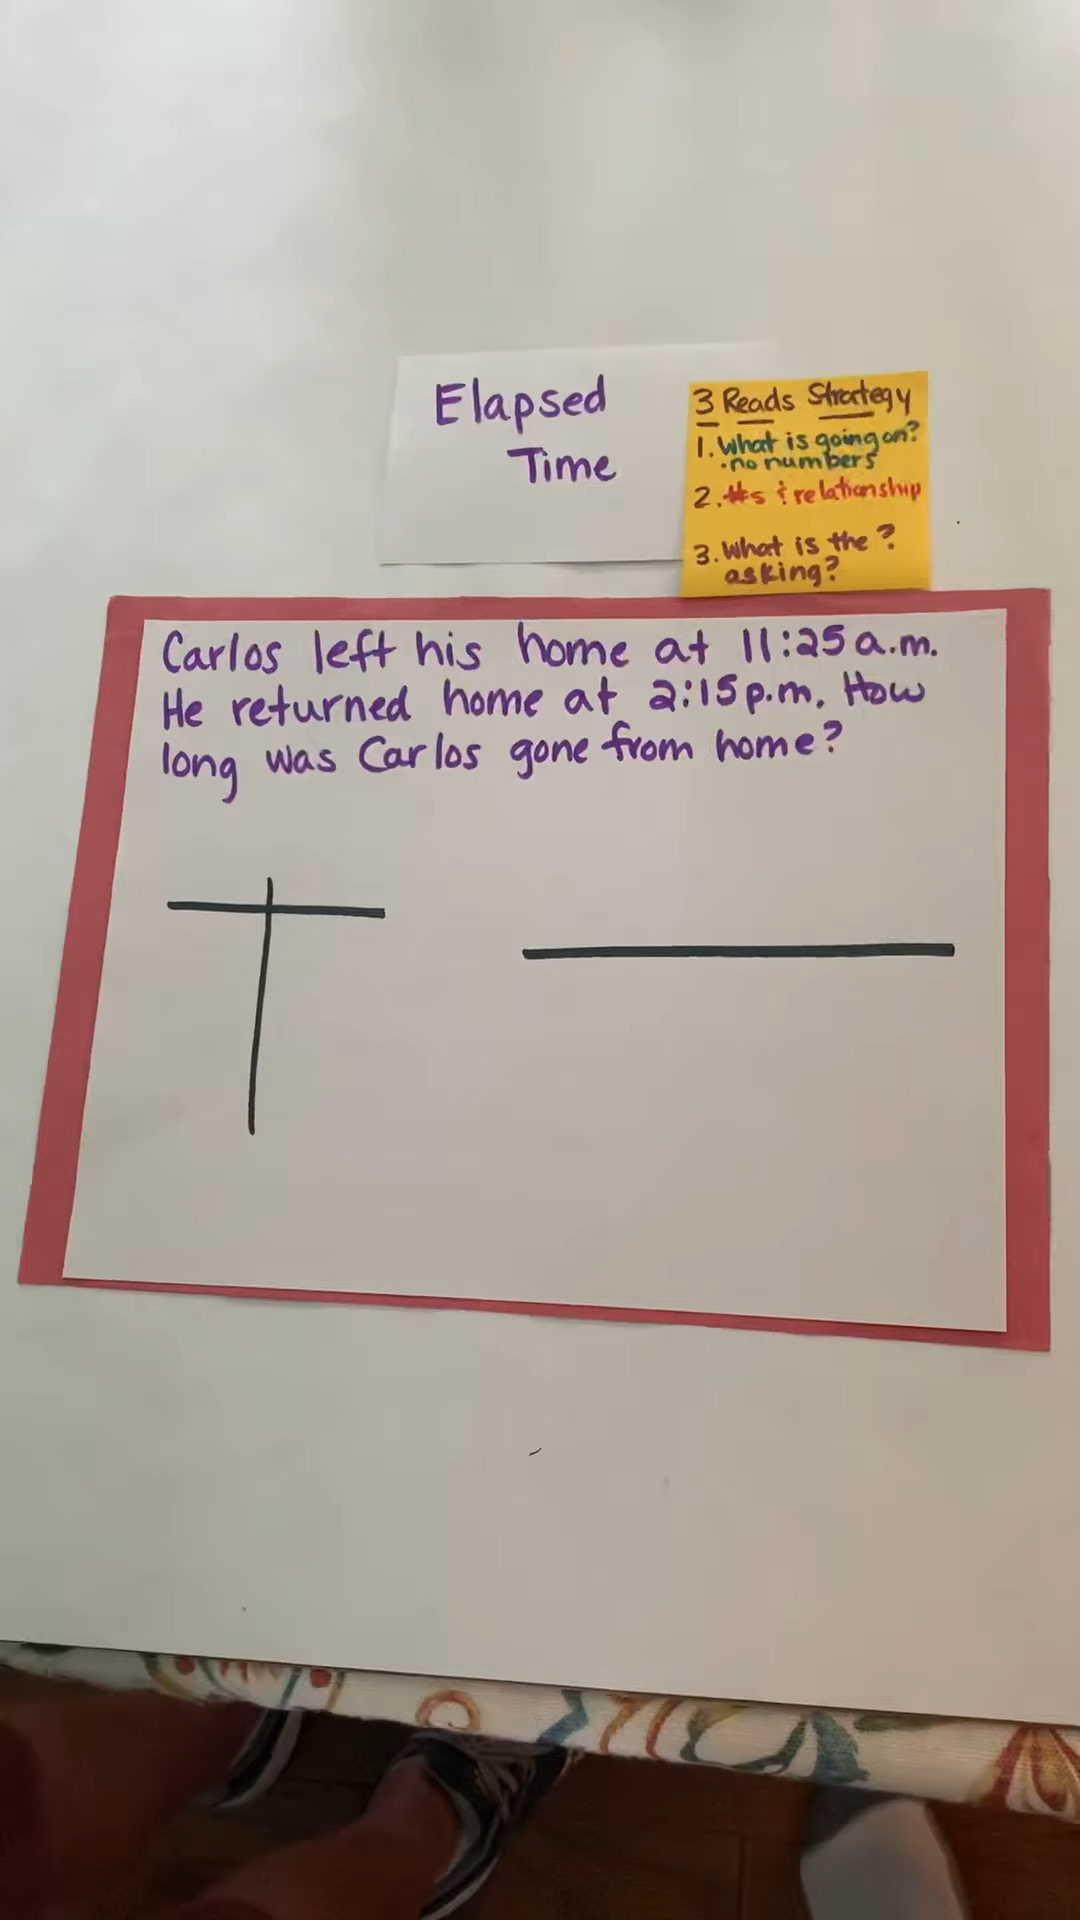 Elapsed
Time
3 Reads Strategy
1. What is going on?
• no numbers
2. #s & relationship
3. What is the ?
asking?
Carlos left his home at 11:25 a.m.
He returned home at 2:15 p.m. How
long was Carlos gone from home?